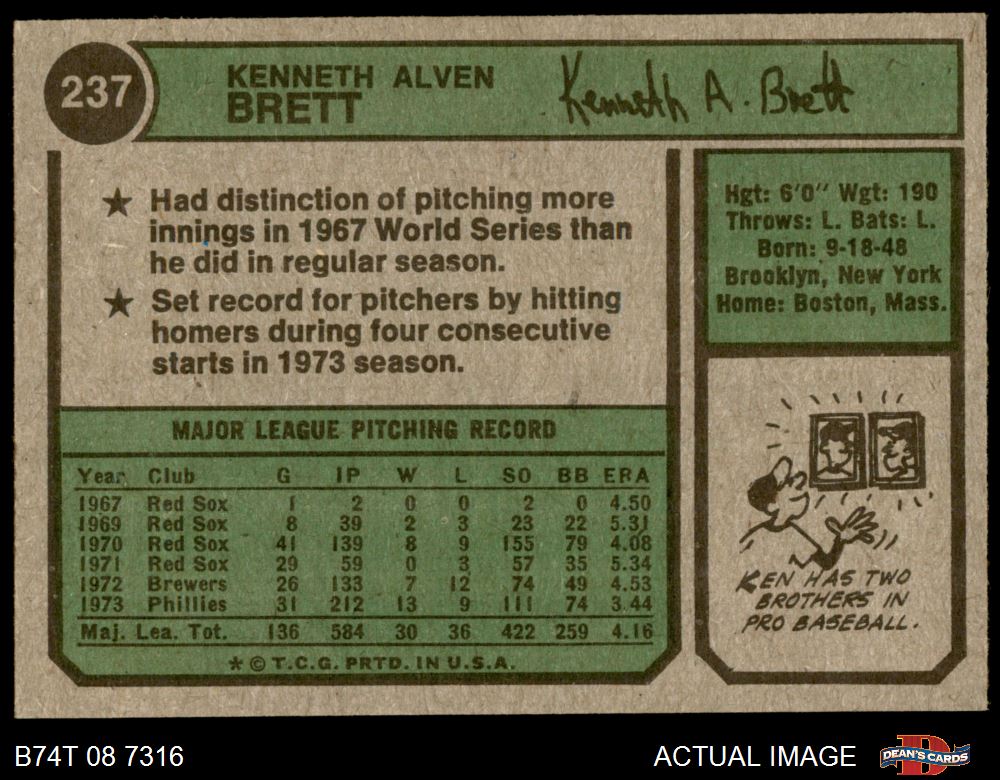 237
KENNETH ALVEN
BRETT
Kenneth A. Brett
★ Had distinction of pitching more
innings in 1967 World Series than
he did in regular season.
★ Set record for pitchers by hitting
homers during four consecutive
starts in 1973 season.
Hgt: 6'0" Wgt: 190
Throws: L. Bats: L.
Born: 9-18-48
Brooklyn, New York
Home: Boston, Mass.
MAJOR LEAGUE PITCHING RECORD
Year Club G IP W L SO BB ERA
1967 Red Sox 1 2 0 0 2 0 4.50
1969 Red Sox 8 39 2 3 23 22 5.31
1970 Red Sox 41 139 8 9 155 79 4.08
1971 Red Sox 29 59 0 3 57 35 5.34
1972 Brewers 26 133 7 12 74 49 4.53
1973 Phillies 31 212 13 9 111 74 3.44
Maj. Lea. Tot. 136 584 30 36 422 259 4.16
★ © T.C.G. PRTD. IN U.S.A.
KEN HAS TWO
BROTHERS IN
PRO BASEBALL.
B74T 08 7316
ACTUAL IMAGE
D
DEAN'S CARDS